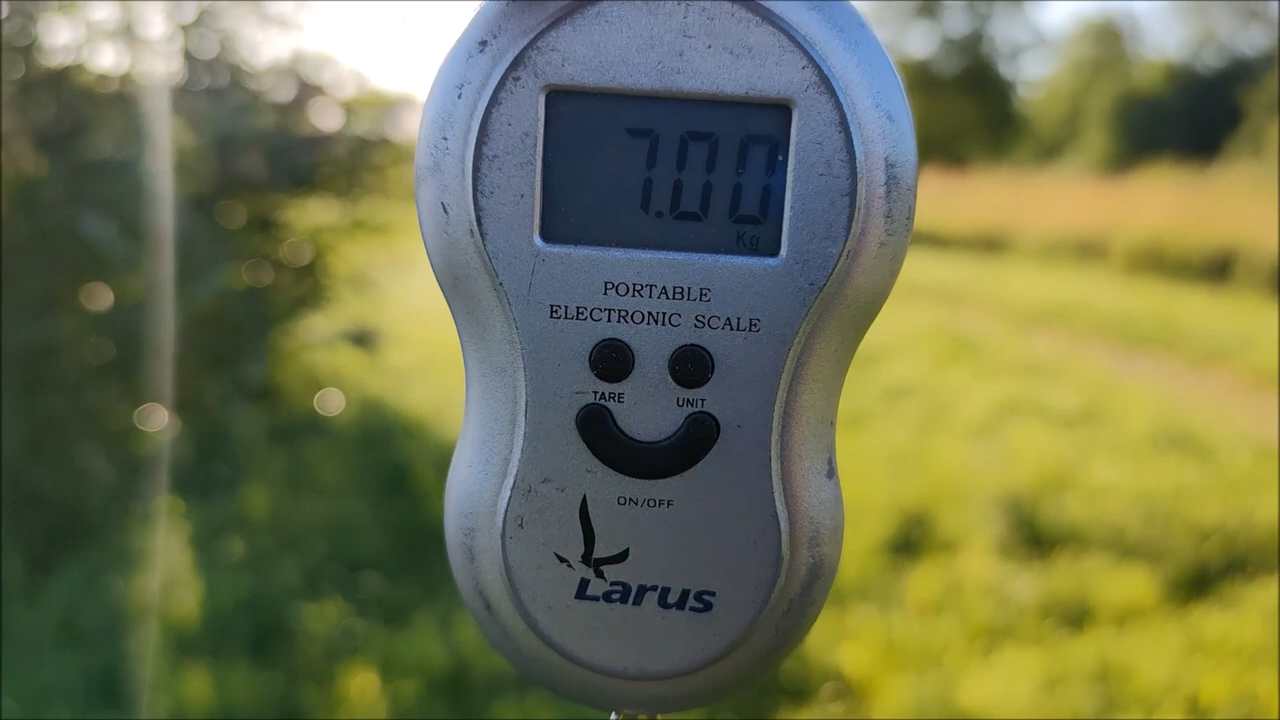 7.00
Kg
PORTABLE
ELECTRONIC SCALE
TARE UNIT
ON/OFF
Larus